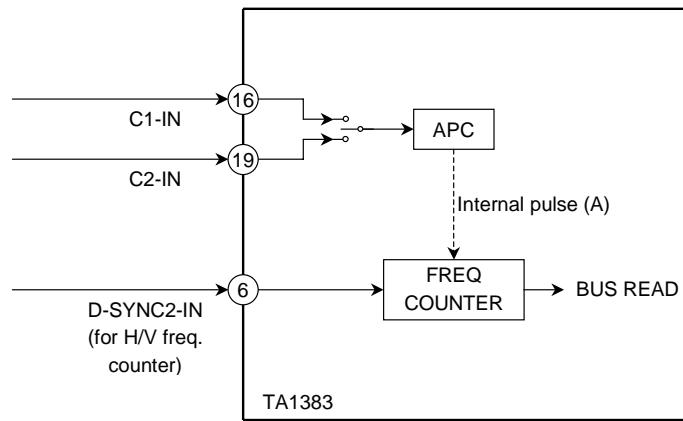 16
C1-IN
APC
19
C2-IN
Internal pulse (A)
6
D-SYNC2-IN
(for H/V freq.
counter)
FREQ
COUNTER
BUS READ
TA1383